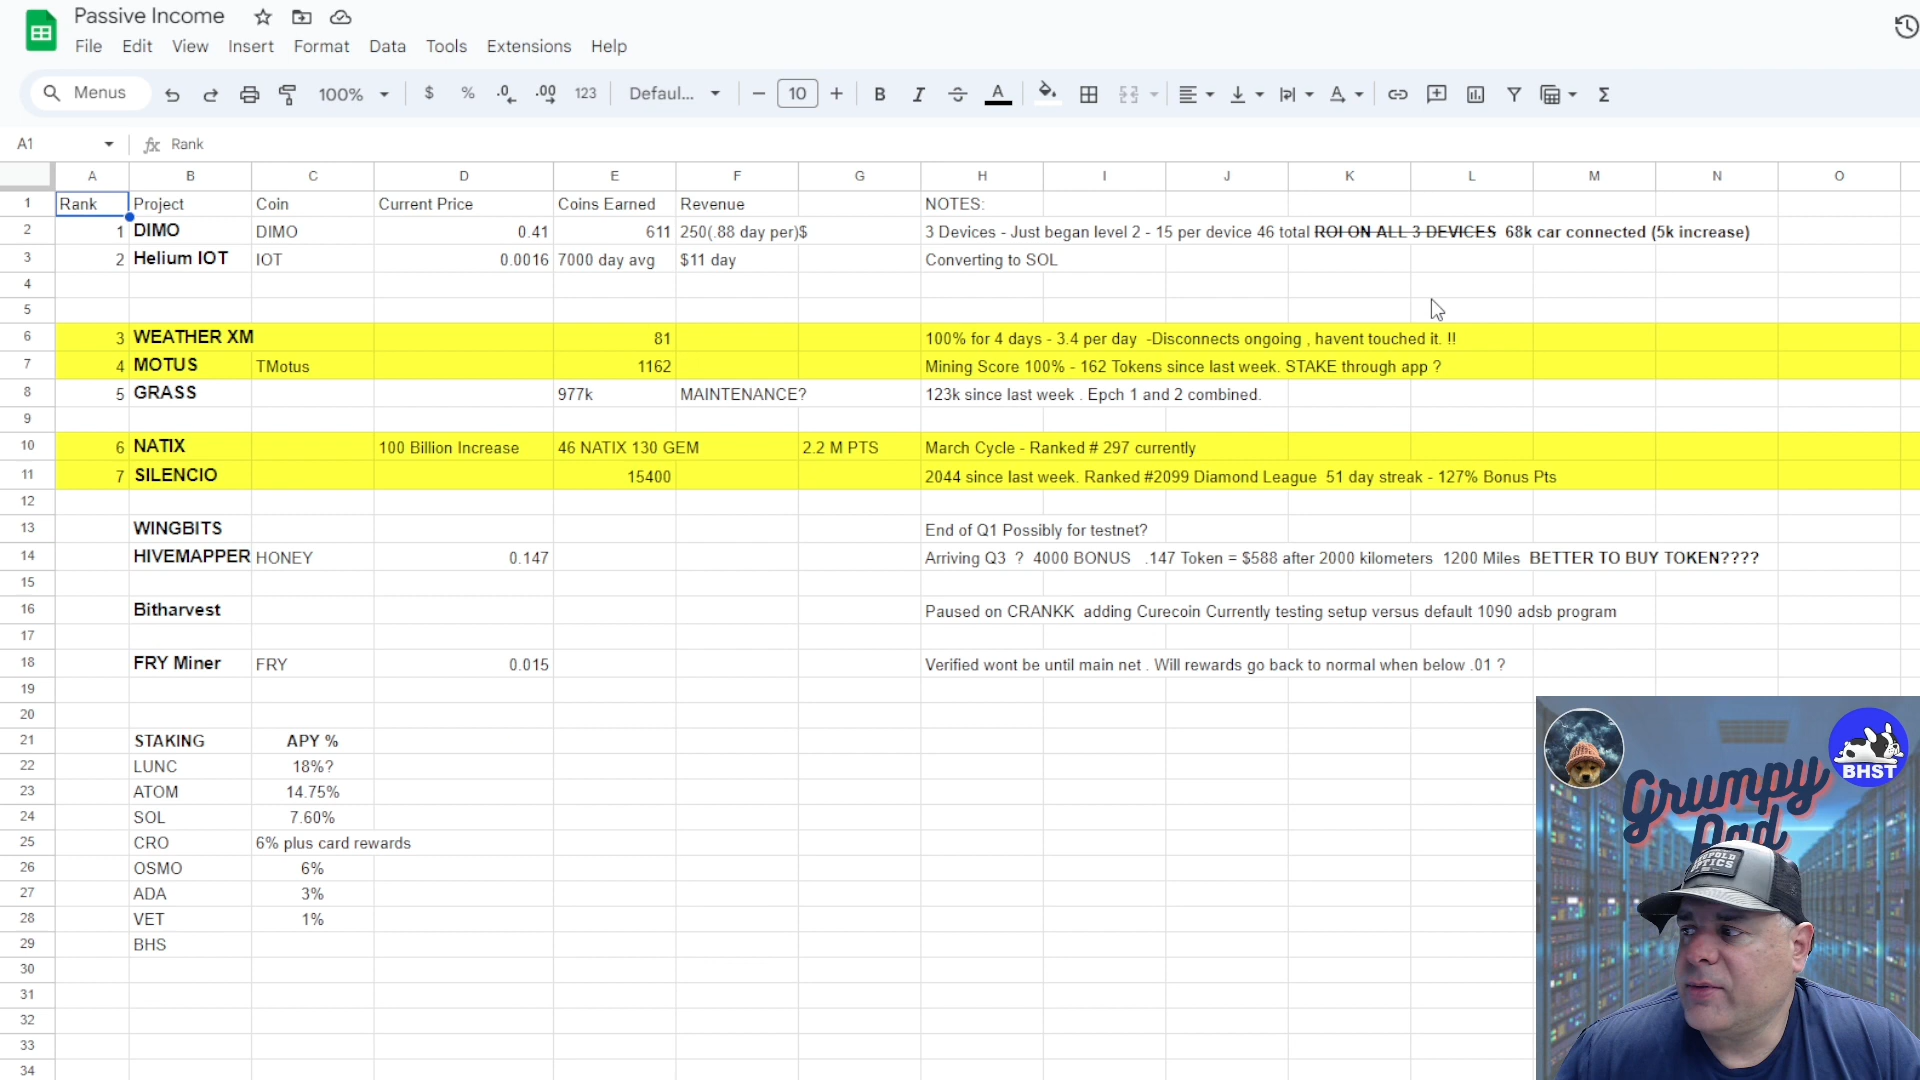 Passive Income
File Edit View Insert Format Data Tools Extensions Help
Menus 100% $ % .0 .00 123 Defaul... 10 B I A
A1 fx Rank
A B C D E F G H I J K L M N O
1 Rank Project Coin Current Price Coins Earned Revenue NOTES:
2 1 DIMO DIMO 0.41 611 250(.88 day per)$ 3 Devices - Just began level 2 - 15 per device 46 total ROI ON ALL 3 DEVICES 68k car connected (5k increase)
3 2 Helium IOT IOT 0.0016 7000 day avg $11 day Converting to SOL
4
5
6 3 WEATHER XM 81 100% for 4 days - 3.4 per day -Disconnects ongoing , havent touched it. !!
7 4 MOTUS TMotus 1162 Mining Score 100% - 162 Tokens since last week. STAKE through app ?
8 5 GRASS 977k MAINTENANCE? 123k since last week . Epch 1 and 2 combined.
9
10 6 NATIX 100 Billion Increase 46 NATIX 130 GEM 2.2 M PTS March Cycle - Ranked # 297 currently
11 7 SILENCIO 15400 2044 since last week. Ranked #2099 Diamond League 51 day streak - 127% Bonus Pts
12
13 WINGBITS End of Q1 Possibly for testnet?
14 HIVEMAPPER HONEY 0.147 Arriving Q3 ? 4000 BONUS .147 Token = $588 after 2000 kilometers 1200 Miles BETTER TO BUY TOKEN????
15
16 Bitharvest Paused on CRANKK adding Curecoin Currently testing setup versus default 1090 adsb program
17
18 FRY Miner FRY 0.015 Verified wont be until main net . Will rewards go back to normal when below .01 ?
19
20
21 STAKING APY %
22 LUNC 18%?
23 ATOM 14.75%
24 SOL 7.60%
25 CRO 6% plus card rewards
26 OSMO 6%
27 ADA 3%
28 VET 1%
29 BHS
30
31
32
33
34
BHST
Grumpy
Dad